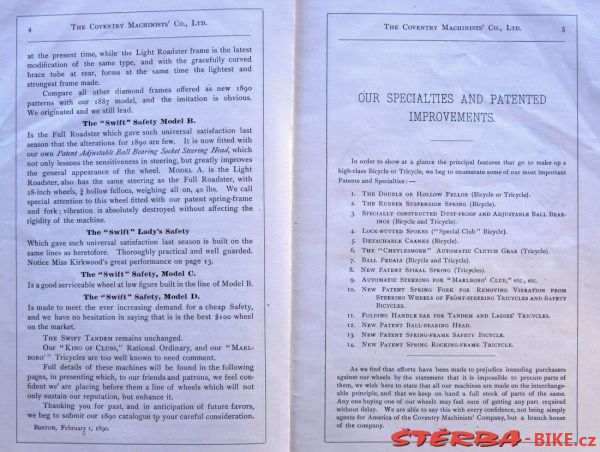 4 THE COVENTRY MACHINISTS' CO., LTD.
at the present time, while the Light Roadster frame is the latest
modification of the same type, and with the gracefully curved
brace tube at rear, forms at the same time the lightest and
strongest frame made.
Compare all other diamond frames offered as new 1890
patterns with our 1887 model, and the imitation is obvious.
We originated and we still lead.
The "Swift" Safety Model B.
Is the Full Roadster which gave such universal satisfaction last
season that the alterations for 1890 are few. It is now fitted with
our own Patent Adjustable Ball Bearing Socket Steering Head, which
not only lessons the sensitiveness in steering, but greatly improves
the general appearance of the wheel. MODEL A. is the Light
Roadster, also has the same steering as the Full Roadster, with
28-inch wheels, ¾ hollow felloes, weighing all on, 40 lbs. We call
special attention to this wheel fitted with our patent spring-frame
and fork; vibration is absolutely destroyed without affecting the
rigidity of the machine.
The "Swift" Lady's Safety
Which gave such universal satisfaction last season is built on the
same lines as heretofore. Thoroughly practical and well guarded.
Notice Miss Kirkwood's great performance on page 13.
The "Swift" Safety, Model C.
Is a good serviceable wheel at low figure built in the line of Model B.
The "Swift" Safety, Model D.
Is made to meet the ever increasing demand for a cheap Safety,
and we have no hesitation in saying that it is the best $100 wheel
on the market.
THE SWIFT TANDEM remains unchanged.
Our "KING OF CLUBS," Rational Ordinary, and our "MARL-
BORO'" Tricycles are too well known to need comment.
Full details of these machines will be found in the following
pages, in presenting which, to our friends and patrons, we feel con-
fident we are placing before them a line of wheels which will not
only sustain our reputation, but enhance it.
Thanking you for past, and in anticipation of future favors,
we beg to submit our 1890 catalogue to your careful consideration.
BOSTON, February 1, 1890.
THE COVENTRY MACHINISTS' CO., LTD. 5
OUR SPECIALTIES AND PATENTED
IMPROVEMENTS.
In order to show at a glance the principal features that go to make up a
high-class Bicycle or Tricycle, we beg to enumerate some of our most important
Patents and Specialties:—
1. THE DOUBLE OR HOLLOW FELLOE (Bicycle or Tricycle).
2. THE RUBBER SUSPENSION SPRING (Bicycle).
3. SPECIALLY CONSTRUCTED DUST-PROOF AND ADJUSTABLE BALL BEAR-
INGS (Bicycle and Tricycle).
4. LOCK-NUTTED SPOKES ("Special Club" Bicycle).
5. DETACHABLE CRANKS (Bicycle).
6. THE "CHEYLESMORE" AUTOMATIC CLUTCH GEAR (Tricycle).
7. BALL PEDALS (Bicycle and Tricycle).
8. NEW PATENT SPIRAL SPRING (Tricycles).
9. AUTOMATIC STEERING FOR "MARLBORO' CLUB," etc., etc.
10. NEW PATENT SPRING FORK FOR REMOVING VIBRATION FROM
STEERING WHEELS OF FRONT-STEERING TRICYCLES AND SAFETY
BICYCLES.
11. FOLDING HANDLE BAR FOR TANDEM AND LADIES' TRICYCLES.
12. NEW PATENT BALL-BEARING HEAD.
13. NEW PATENT SPRING-FRAME SAFETY BICYCLE.
14. NEW PATENT SPRING ROCKING-FRAME TRICYCLE.
As we find that efforts have been made to prejudice intending purchasers
against our wheels by the statement that it is impossible to procure parts of
them, we wish here to state that all our machines are made on the interchange-
able principle, and that we keep on hand a full stock of parts of the same.
Any one buying one of our wheels may feel sure of getting any part required
without delay. We are able to say this with every confidence, not being simply
agents for America of the Coventry Machinists' Company, but a branch house
of the company.
ŠTĚRBA-BIKE.cz